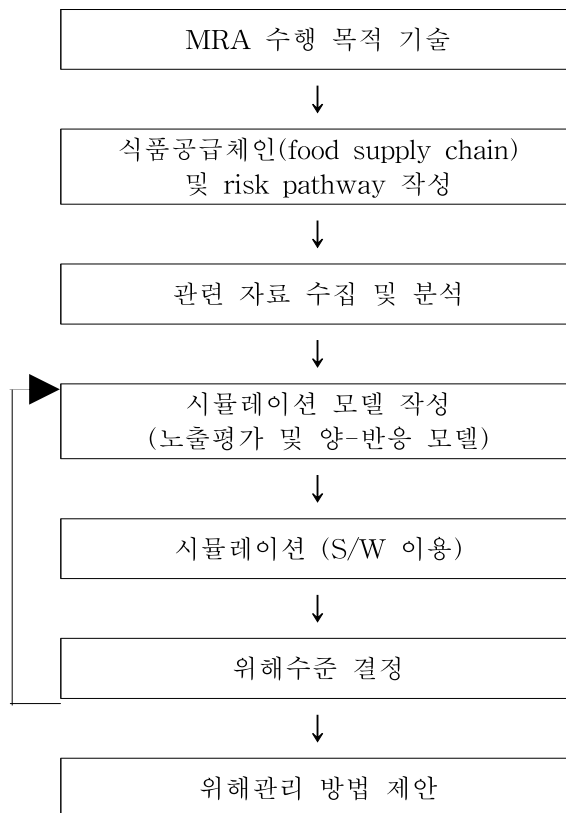 MRA 수행 목적 기술
↓
식품공급체인(food supply chain)
및 risk pathway 작성
↓
관련 자료 수집 및 분석
↓
시뮬레이션 모델 작성
(노출평가 및 양-반응 모델)
↓
시뮬레이션 (S/W 이용)
↓
위해수준 결정
↓
위해관리 방법 제안